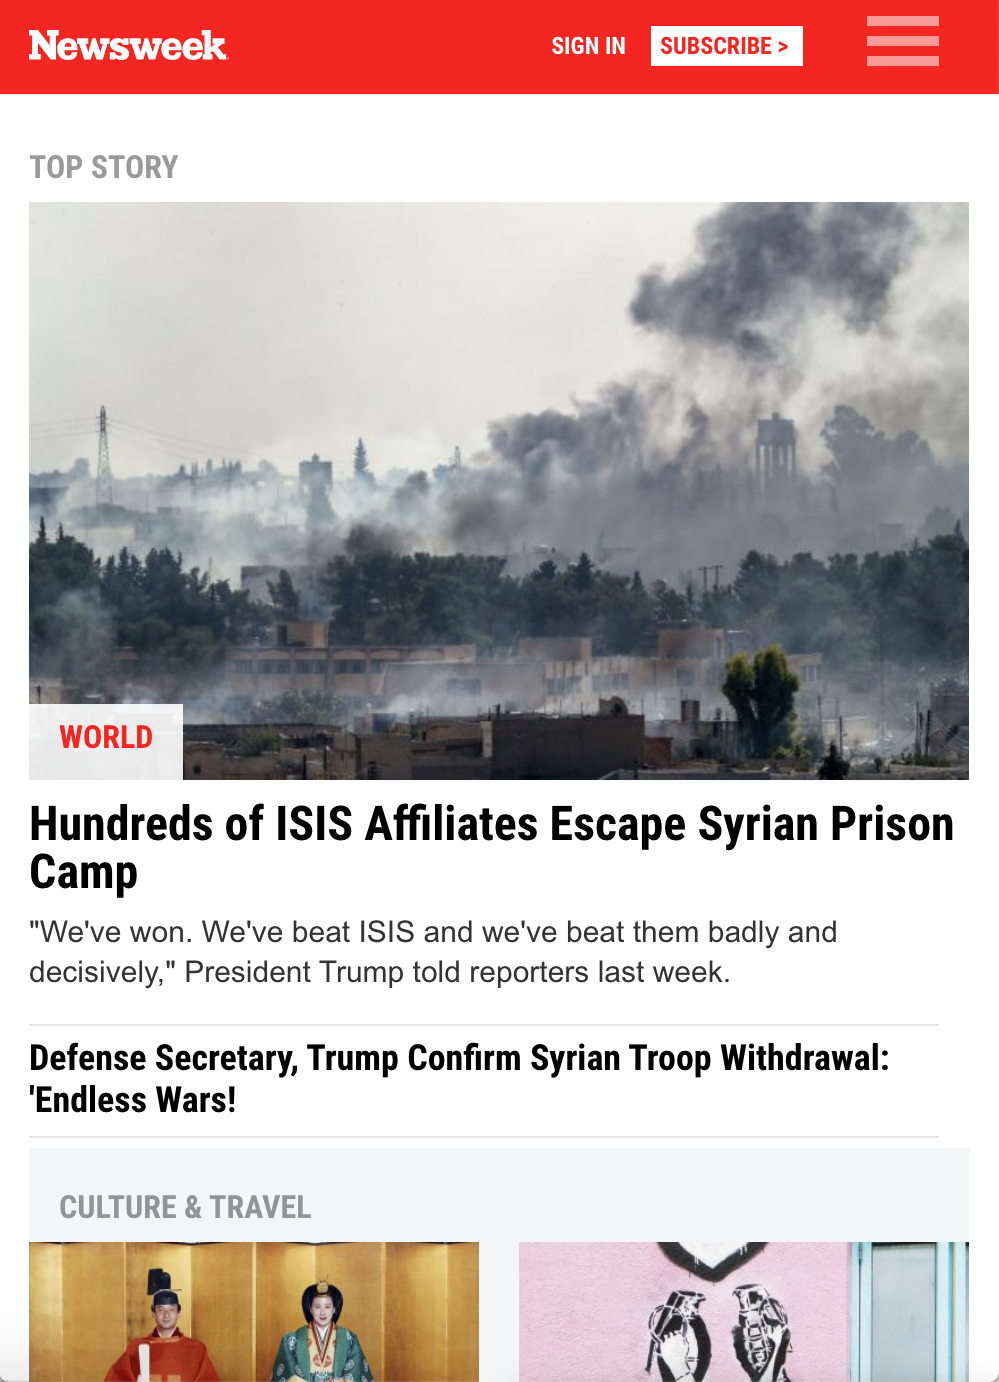 Newsweek
SIGN IN
SUBSCRIBE >
TOP STORY
WORLD
Hundreds of ISIS Affiliates Escape Syrian Prison
Camp
"We've won. We've beat ISIS and we've beat them badly and
decisively," President Trump told reporters last week.
Defense Secretary, Trump Confirm Syrian Troop Withdrawal:
'Endless Wars!
CULTURE & TRAVEL